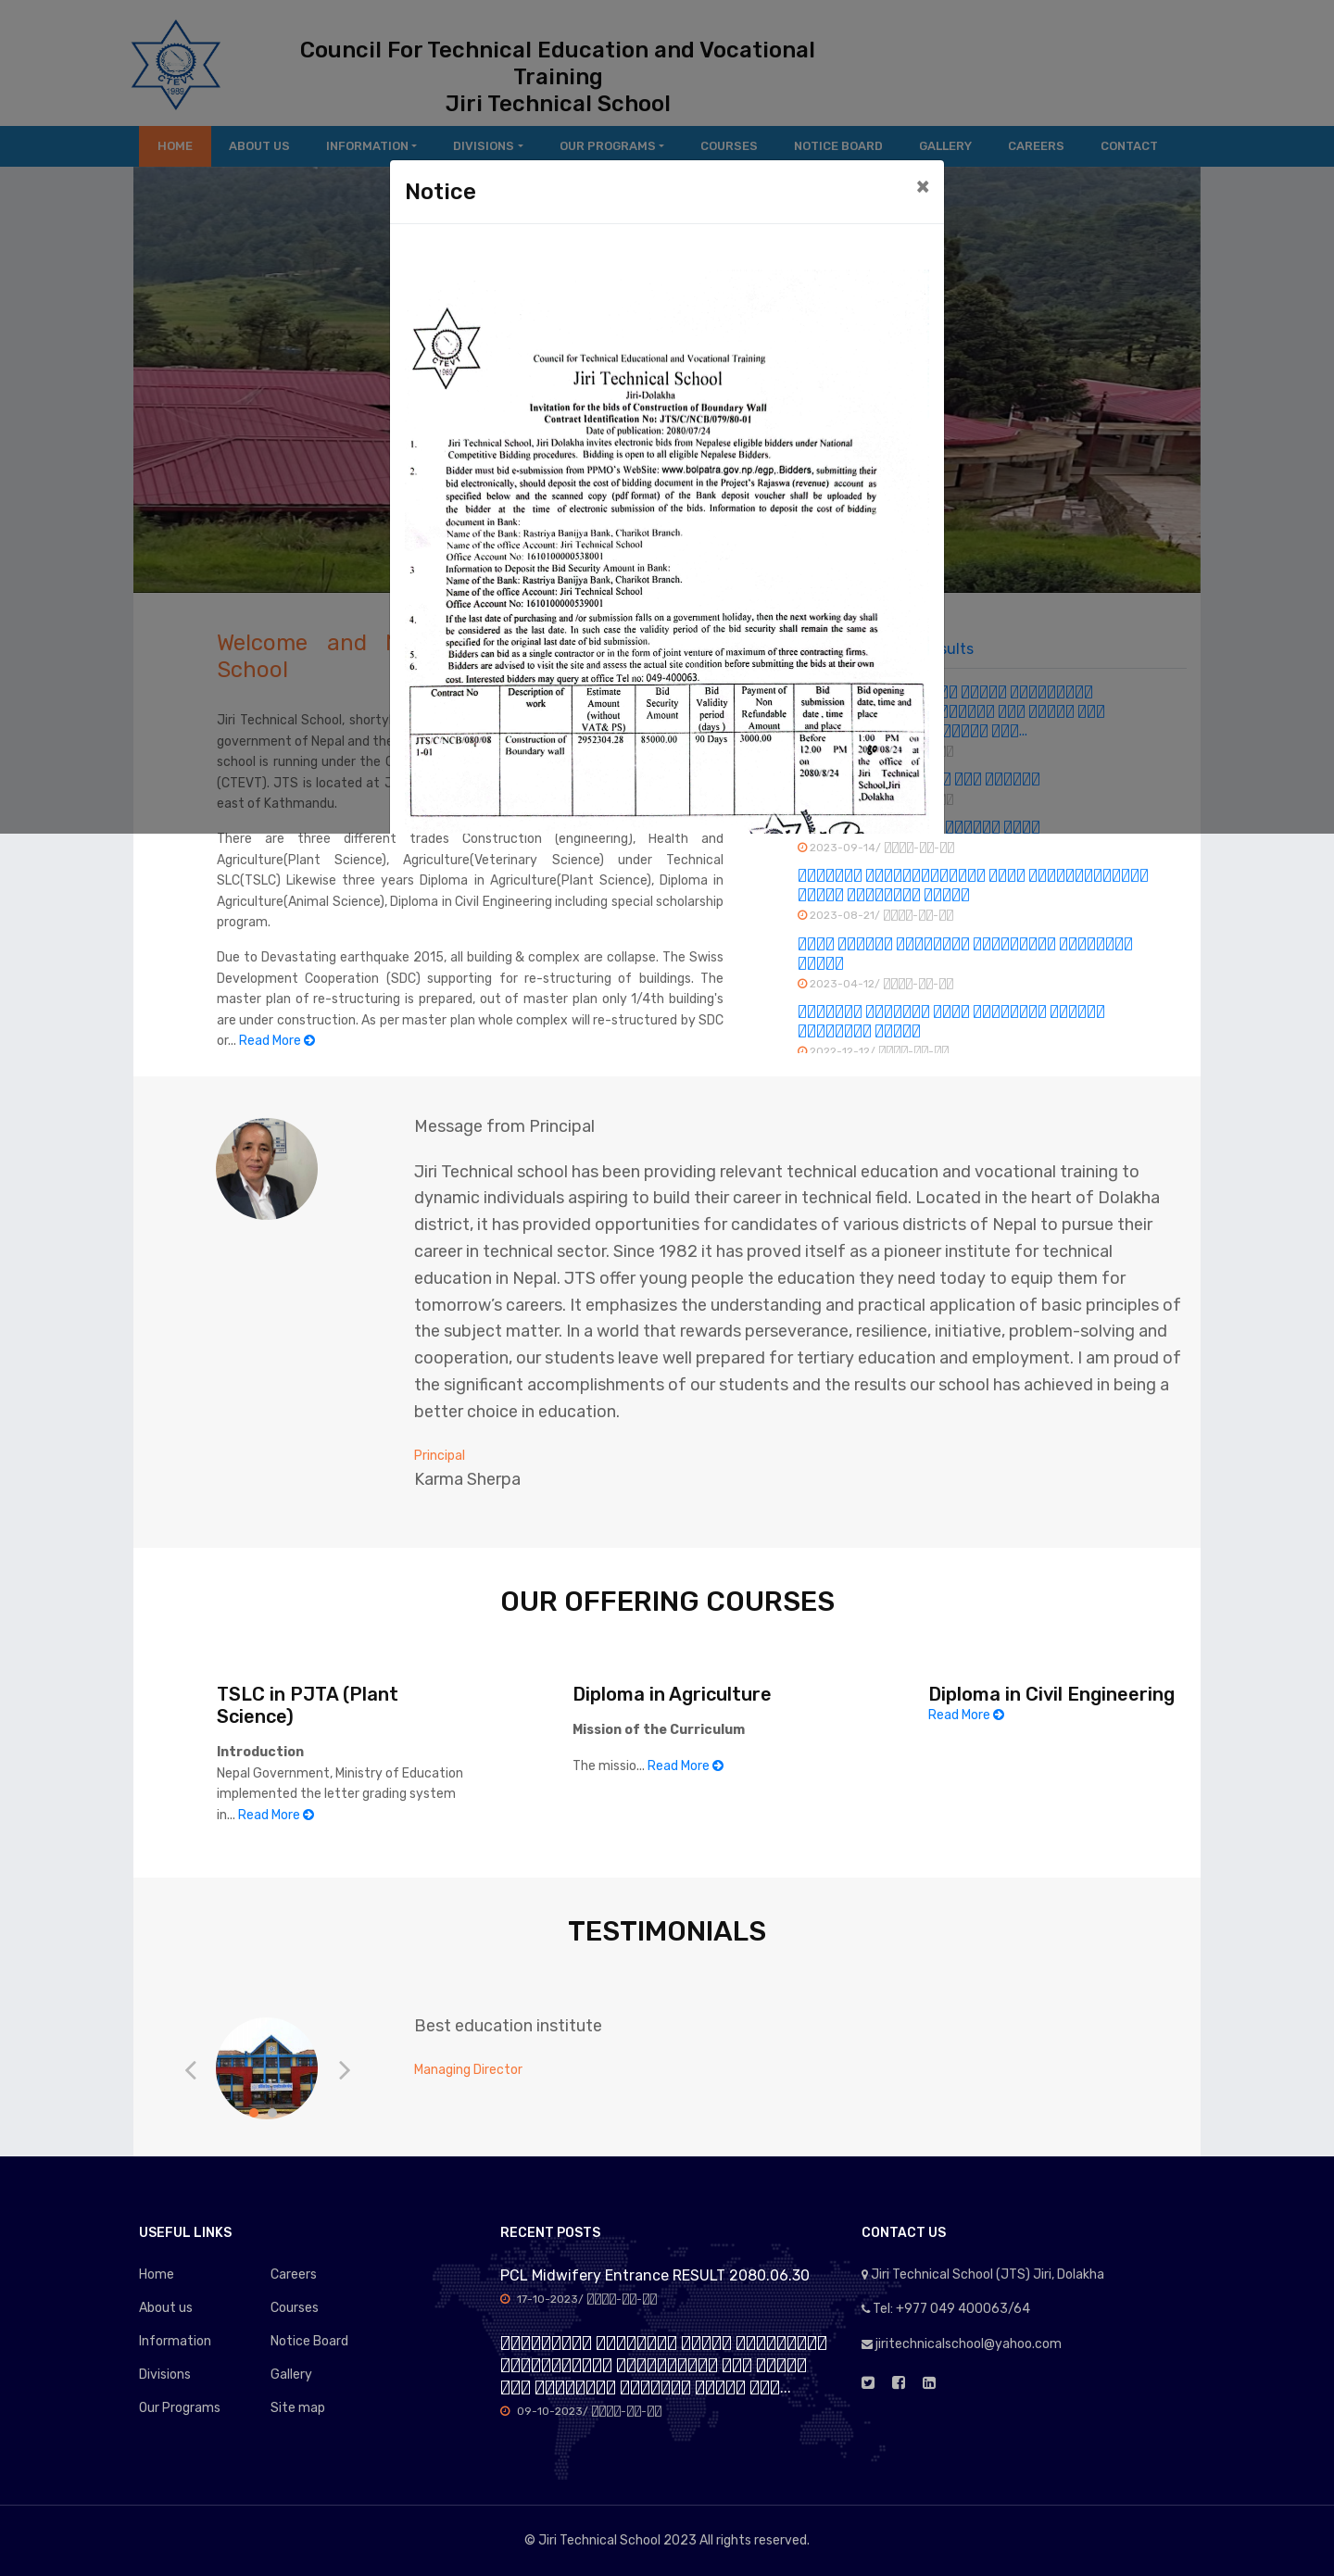 CTEVT
1989
Council For Technical Education and Vocational
Training
Jiri Technical School
HOME ABOUT US INFORMATION DIVISIONS OUR PROGRAMS COURSES NOTICE BOARD GALLERY CAREERS CONTACT
Notice
×
CTEVT
1989
Council for Technical Educational and Vocational Training
Jiri Technical School
Jiri-Dolakha
Invitation for the bids of Construction of Boundary Wall
Contract Identification No: JTS/C/NCB/079/80-01
Date of publication: 2080/07/24
1. Jiri Technical School, Jiri Dolakha invites electronic bids from Nepalese eligible bidders under National
Competitive Bidding procedures. Bidding is open to all eligible Nepalese Bidders.
2. Bidder must bid e-submission from PPMO's WebSite: www.bolpatra.gov.np./egp,.Bidders, submitting their
bid electronically, should deposit the cost of bidding document in the Project's Rajaswa (revenue) account as
specified below and the scanned copy (pdf format) of the Bank deposit voucher shall be uploaded by
the bidder at the time of electronic submission of the bids. Information to deposit the cost of bidding
document in Bank:
Name of the Bank: Rastriya Banijya Bank, Charikot Branch.
Name of the office Account: Jiri Technical School
Office Account No: 1610100000538001
3 Information to Deposit the Bid Security Amount in Bank:
Name of the Bank: Rastriya Banijya Bank, Charikot Branch.
Name of the office Account: Jiri Technical School
Office Account No: 1610100000539001
4. If the last date of purchasing and /or submission falls on a government holiday, then the next working day shall
be considered as the last date. In such case the validity period of the bid security shall remain the same as
specified for the original last date of bid submission.
5. Bidders can bid as a single firm or in the form of joint venture of maximum of three contracting firms.
6. Bidders are advised to visit the site and assess the actual site condition before submitting the bids at their own
cost. Interested bidders may query at office Tel no: 049-400063.
Contract No Description of work Estimate Amount (without VAT& PS) Bid Security Amount Bid Validity period (days ) Payment of Non Refundable Amount Bid submission date , time and place Bid opening date, time and place
JTS/C/NCB/080/08 1-01 Construction of Boundary wall 2952304.28 85000.00 90 Days 3000.00 Before 12.00 PM on 2080/8/24 1:00 PM on 2080/08/24 at the office of Jiri Technical School,Jiri ,Dolakha
Welcome and
School
sults
Jiri Technical School, shorty
government of Nepal and the
school is running under the
(CTEVT). JTS is located at
east of Kathmandu.
There are three different trades Construction (engineering), Health and
Agriculture(Plant Science), Agriculture(Veterinary Science) under Technical
SLC(TSLC) Likewise three years Diploma in Agriculture(Plant Science), Diploma in
Agriculture(Animal Science), Diploma in Civil Engineering including special scholarship
program.
Due to Devastating earthquake 2015, all building & complex are collapse. The Swiss
Development Cooperation (SDC) supporting for re-structuring of buildings. The
master plan of re-structuring is prepared, out of master plan only 1/4th building's
are under construction. As per master plan whole complex will re-structured by SDC
or... Read More
2023-09-14/
2023-08-21/
2023-04-12/
2022-12-12/
Message from Principal
Jiri Technical school has been providing relevant technical education and vocational training to
dynamic individuals aspiring to build their career in technical field. Located in the heart of Dolakha
district, it has provided opportunities for candidates of various districts of Nepal to pursue their
career in technical sector. Since 1982 it has proved itself as a pioneer institute for technical
education in Nepal. JTS offer young people the education they need today to equip them for
tomorrow’s careers. It emphasizes the understanding and practical application of basic principles of
the subject matter. In a world that rewards perseverance, resilience, initiative, problem-solving and
cooperation, our students leave well prepared for tertiary education and employment. I am proud of
the significant accomplishments of our students and the results our school has achieved in being a
better choice in education.
Principal
Karma Sherpa
OUR OFFERING COURSES
TSLC in PJTA (Plant
Science)
Introduction
Nepal Government, Ministry of Education
implemented the letter grading system
in... Read More
Diploma in Agriculture
Mission of the Curriculum
The missio... Read More
Diploma in Civil Engineering
Read More
TESTIMONIALS
Best education institute
Managing Director
USEFUL LINKS
Home
About us
Information
Divisions
Our Programs
Careers
Courses
Notice Board
Gallery
Site map
RECENT POSTS
PCL Midwifery Entrance RESULT 2080.06.30
17-10-2023/
09-10-2023/
CONTACT US
Jiri Technical School (JTS) Jiri, Dolakha
Tel: +977 049 400063/64
jiritechnicalschool@yahoo.com
© Jiri Technical School 2023 All rights reserved.